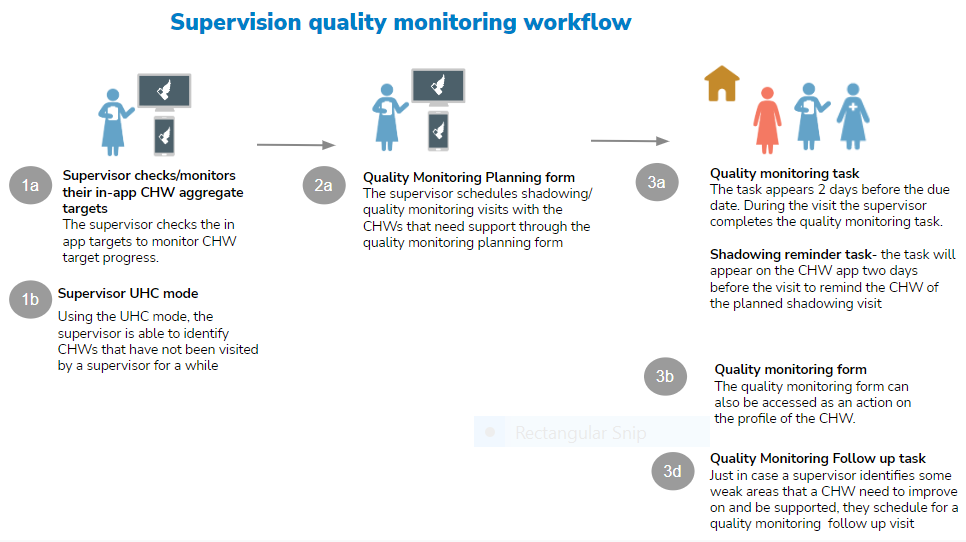 Supervision quality monitoring workflow
1a
Supervisor checks/monitors
their in-app CHW aggregate
targets
The supervisor checks the in
app targets to monitor CHW
target progress.
1b
Supervisor UHC mode
Using the UHC mode, the
supervisor is able to identify
CHWs that have not been visited
by a supervisor for a while
2a
Quality Monitoring Planning form
The supervisor schedules shadowing/
quality monitoring visits with the
CHWs that need support through the
quality monitoring planning form
3a
Quality monitoring task
The task appears 2 days before the due
date. During the visit the supervisor
completes the quality monitoring task.
Shadowing reminder task- the task will
appear on the CHW app two days
before the visit to remind the CHW of
the planned shadowing visit
3b
Quality monitoring form
The quality monitoring form can
also be accessed as an action on
the profile of the CHW.
Rectangular Snip
3d
Quality Monitoring Follow up task
Just in case a supervisor identifies some
weak areas that a CHW need to improve
on and be supported, they schedule for a
quality monitoring  follow up visit